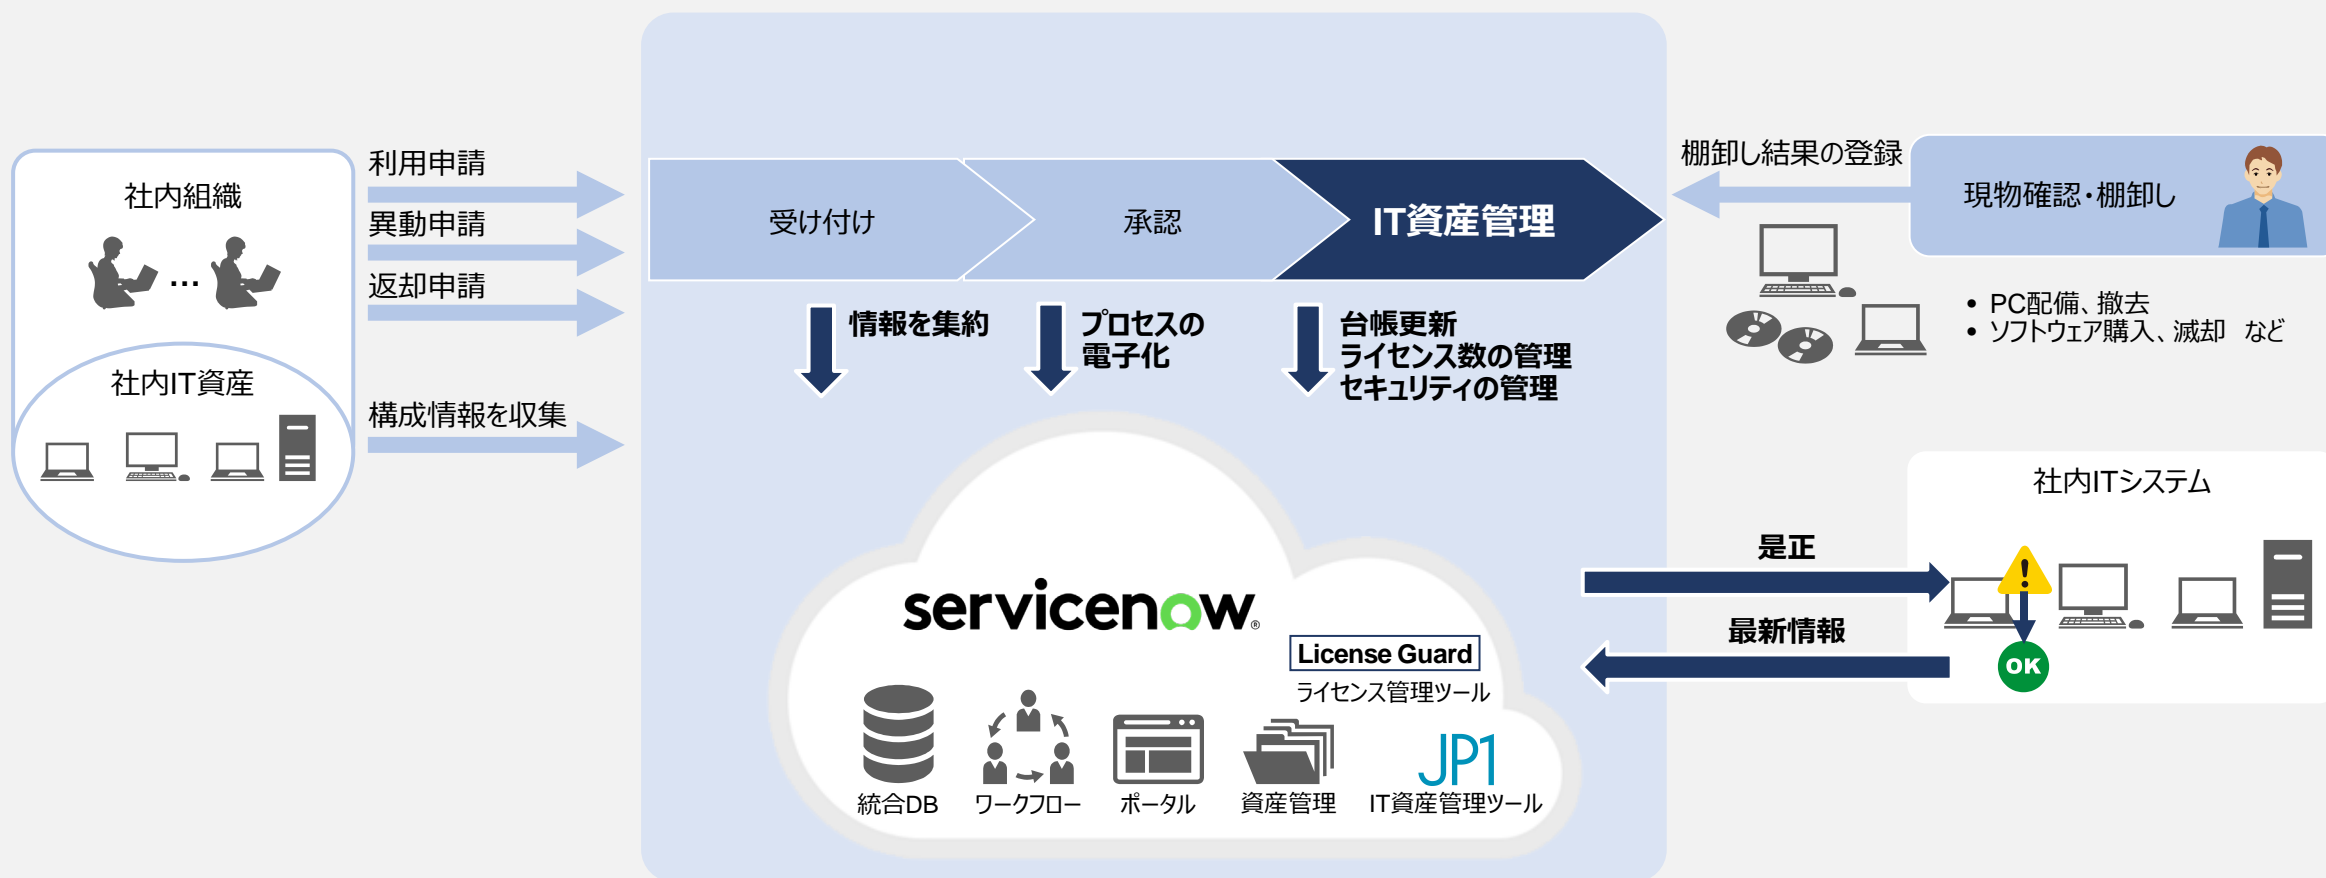 社内組織
...
社内IT資産
利用申請
異動申請
返却申請
構成情報を収集
受け付け
承認
IT資産管理
情報を集約
プロセスの
電子化
台帳更新
ライセンス数の管理
セキュリティの管理
servicenow®
License Guard
ライセンス管理ツール
JP1
統合DB
ワークフロー
ポータル
資産管理
IT資産管理ツール
棚卸し結果の登録
現物確認・棚卸し
• PC配備、撤去
• ソフトウェア購入、滅却　など
社内ITシステム
是正
最新情報
!
OK